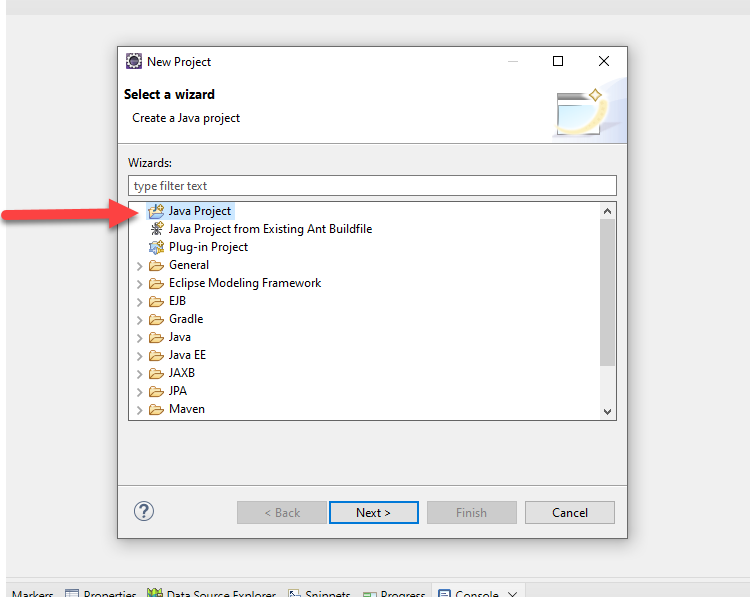 New Project
Select a wizard
Create a Java project
Wizards:
type filter text
Java Project
Java Project from Existing Ant Buildfile
Plug-in Project
General
Eclipse Modeling Framework
EJB
Gradle
Java
Java EE
JAXB
JPA
Maven
?
< Back Next > Finish Cancel
Markers Properties Data Source Explorer Snippets Progress Console